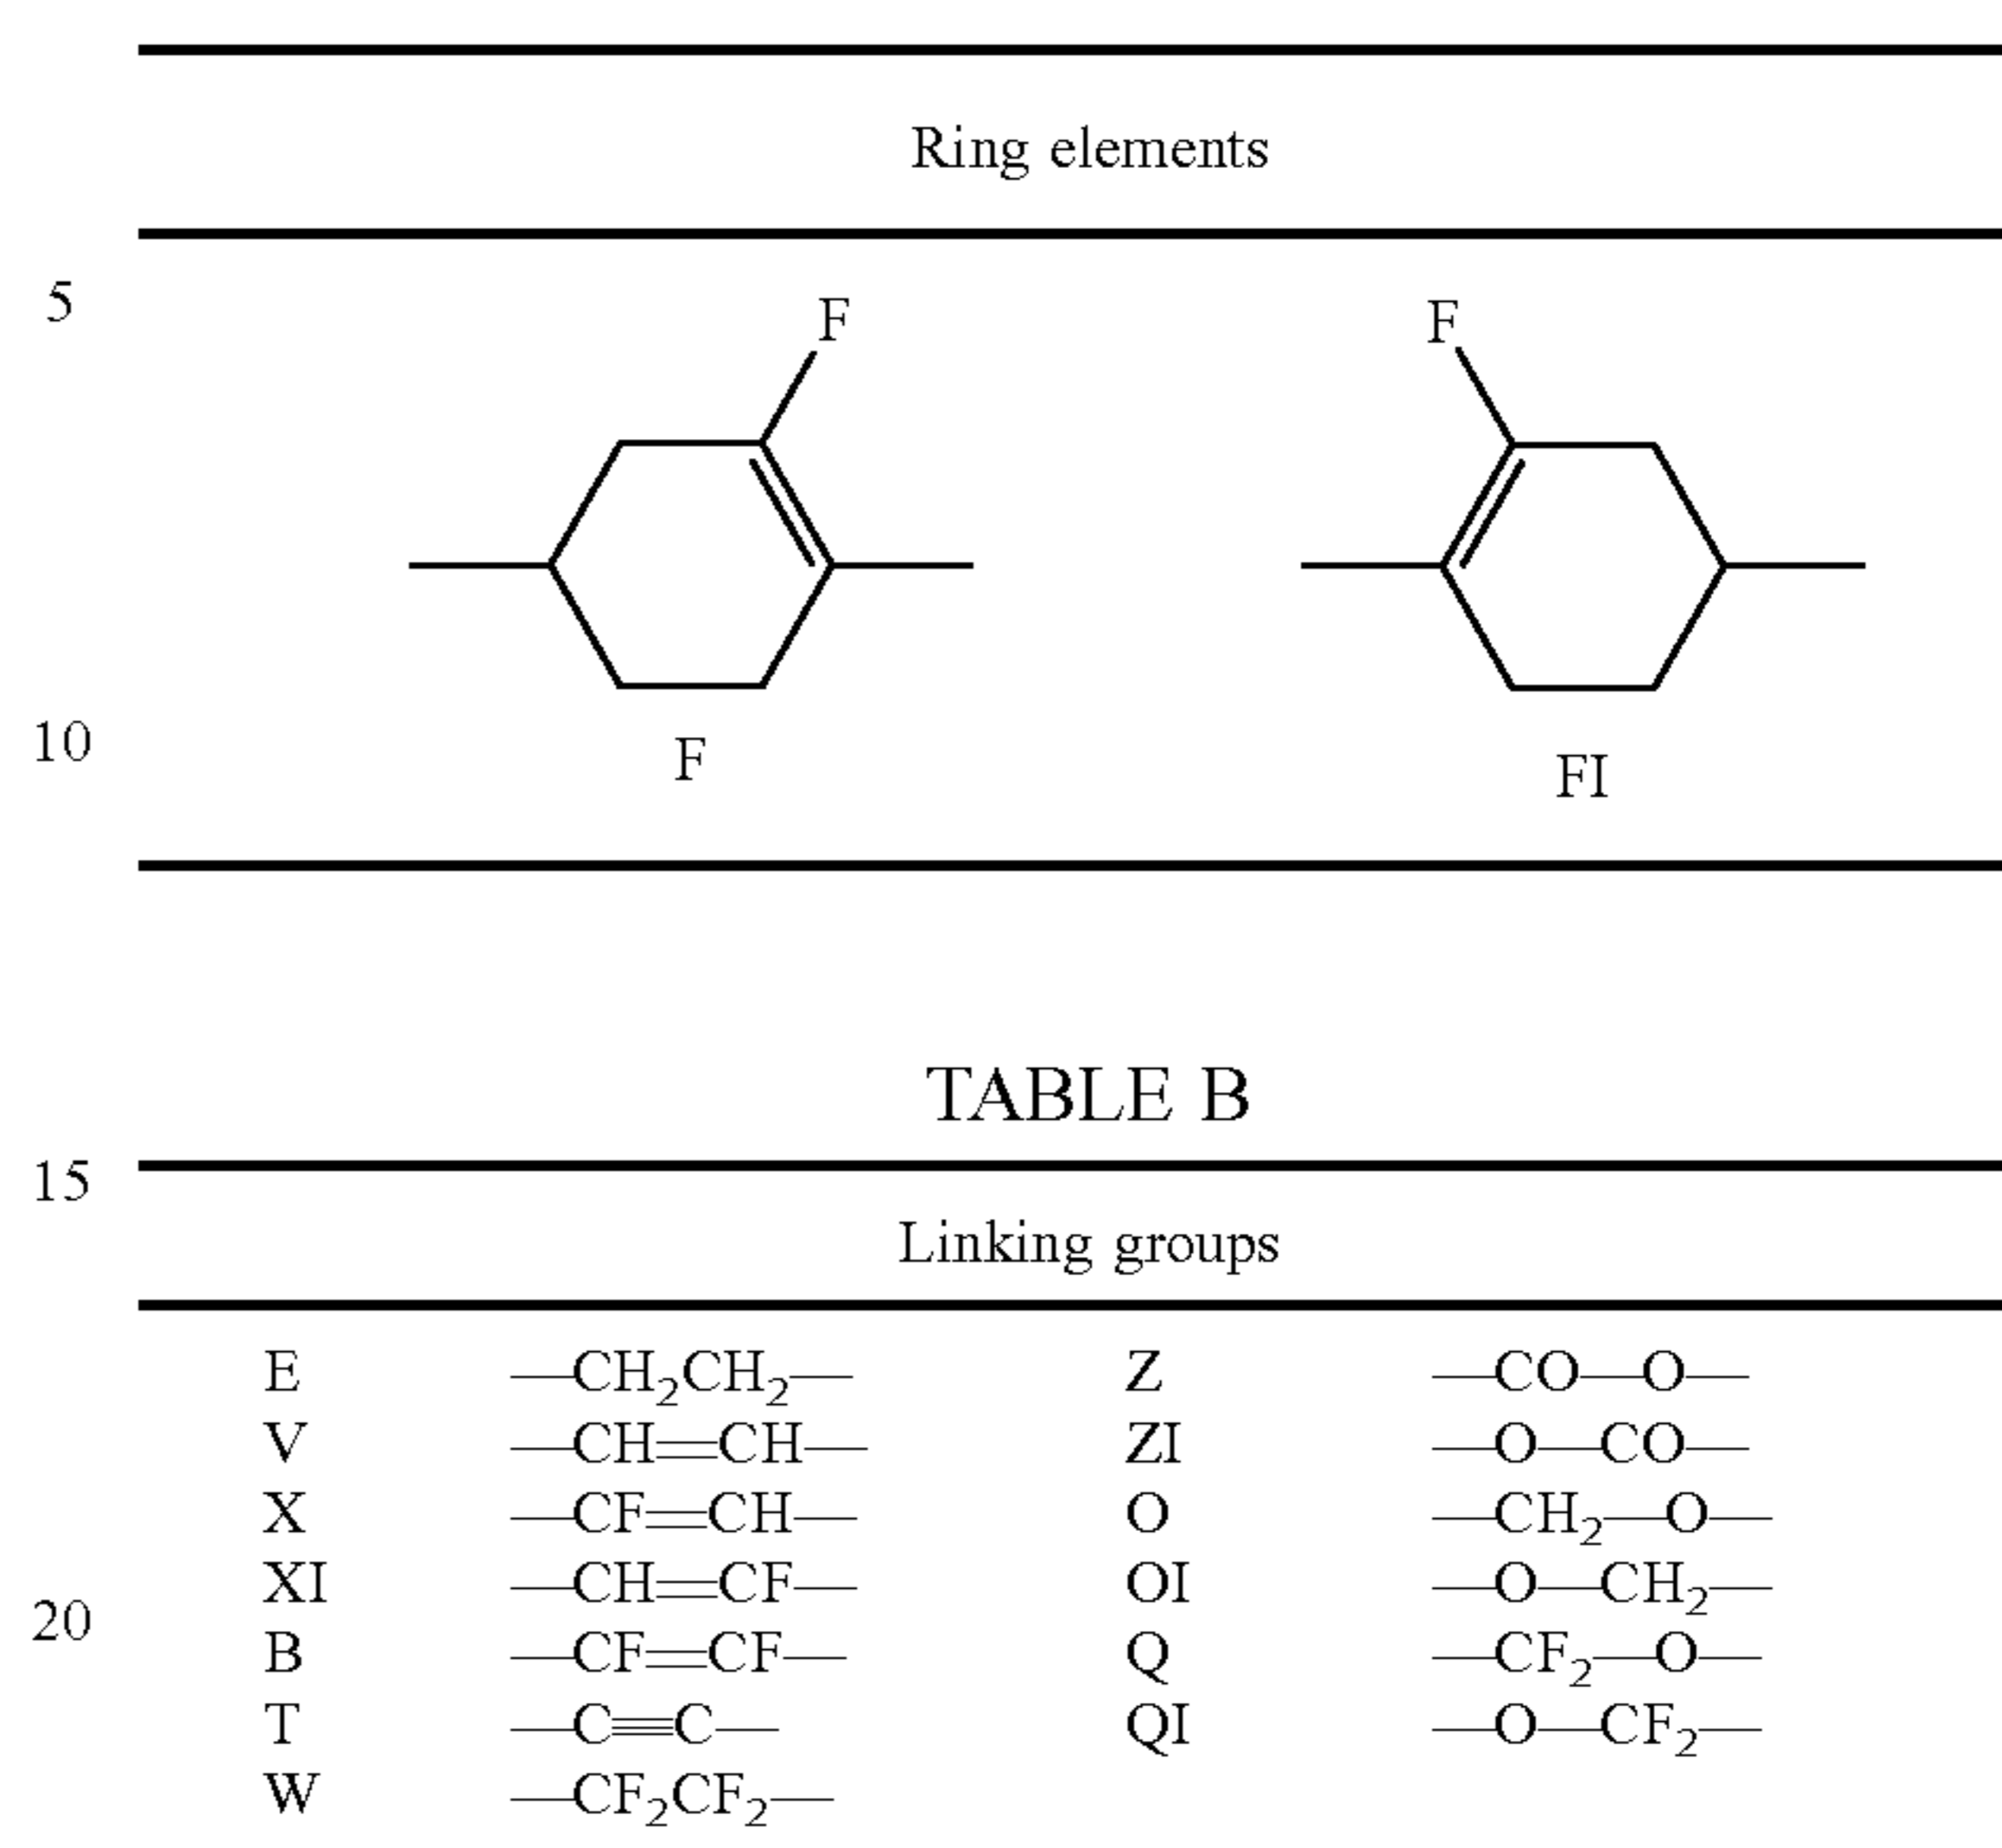 Ring elements
5
F F
10
F FI
TABLE B
15
Linking groups
E —CH₂CH₂— Z —CO—O—
V —CH=CH— ZI —O—CO—
X —CF=CH— O —CH₂—O—
XI —CH=CF— OI —O—CH₂—
20
B —CF=CF— Q —CF₂—O—
T —C≡C— QI —O—CF₂—
W —CF₂CF₂—